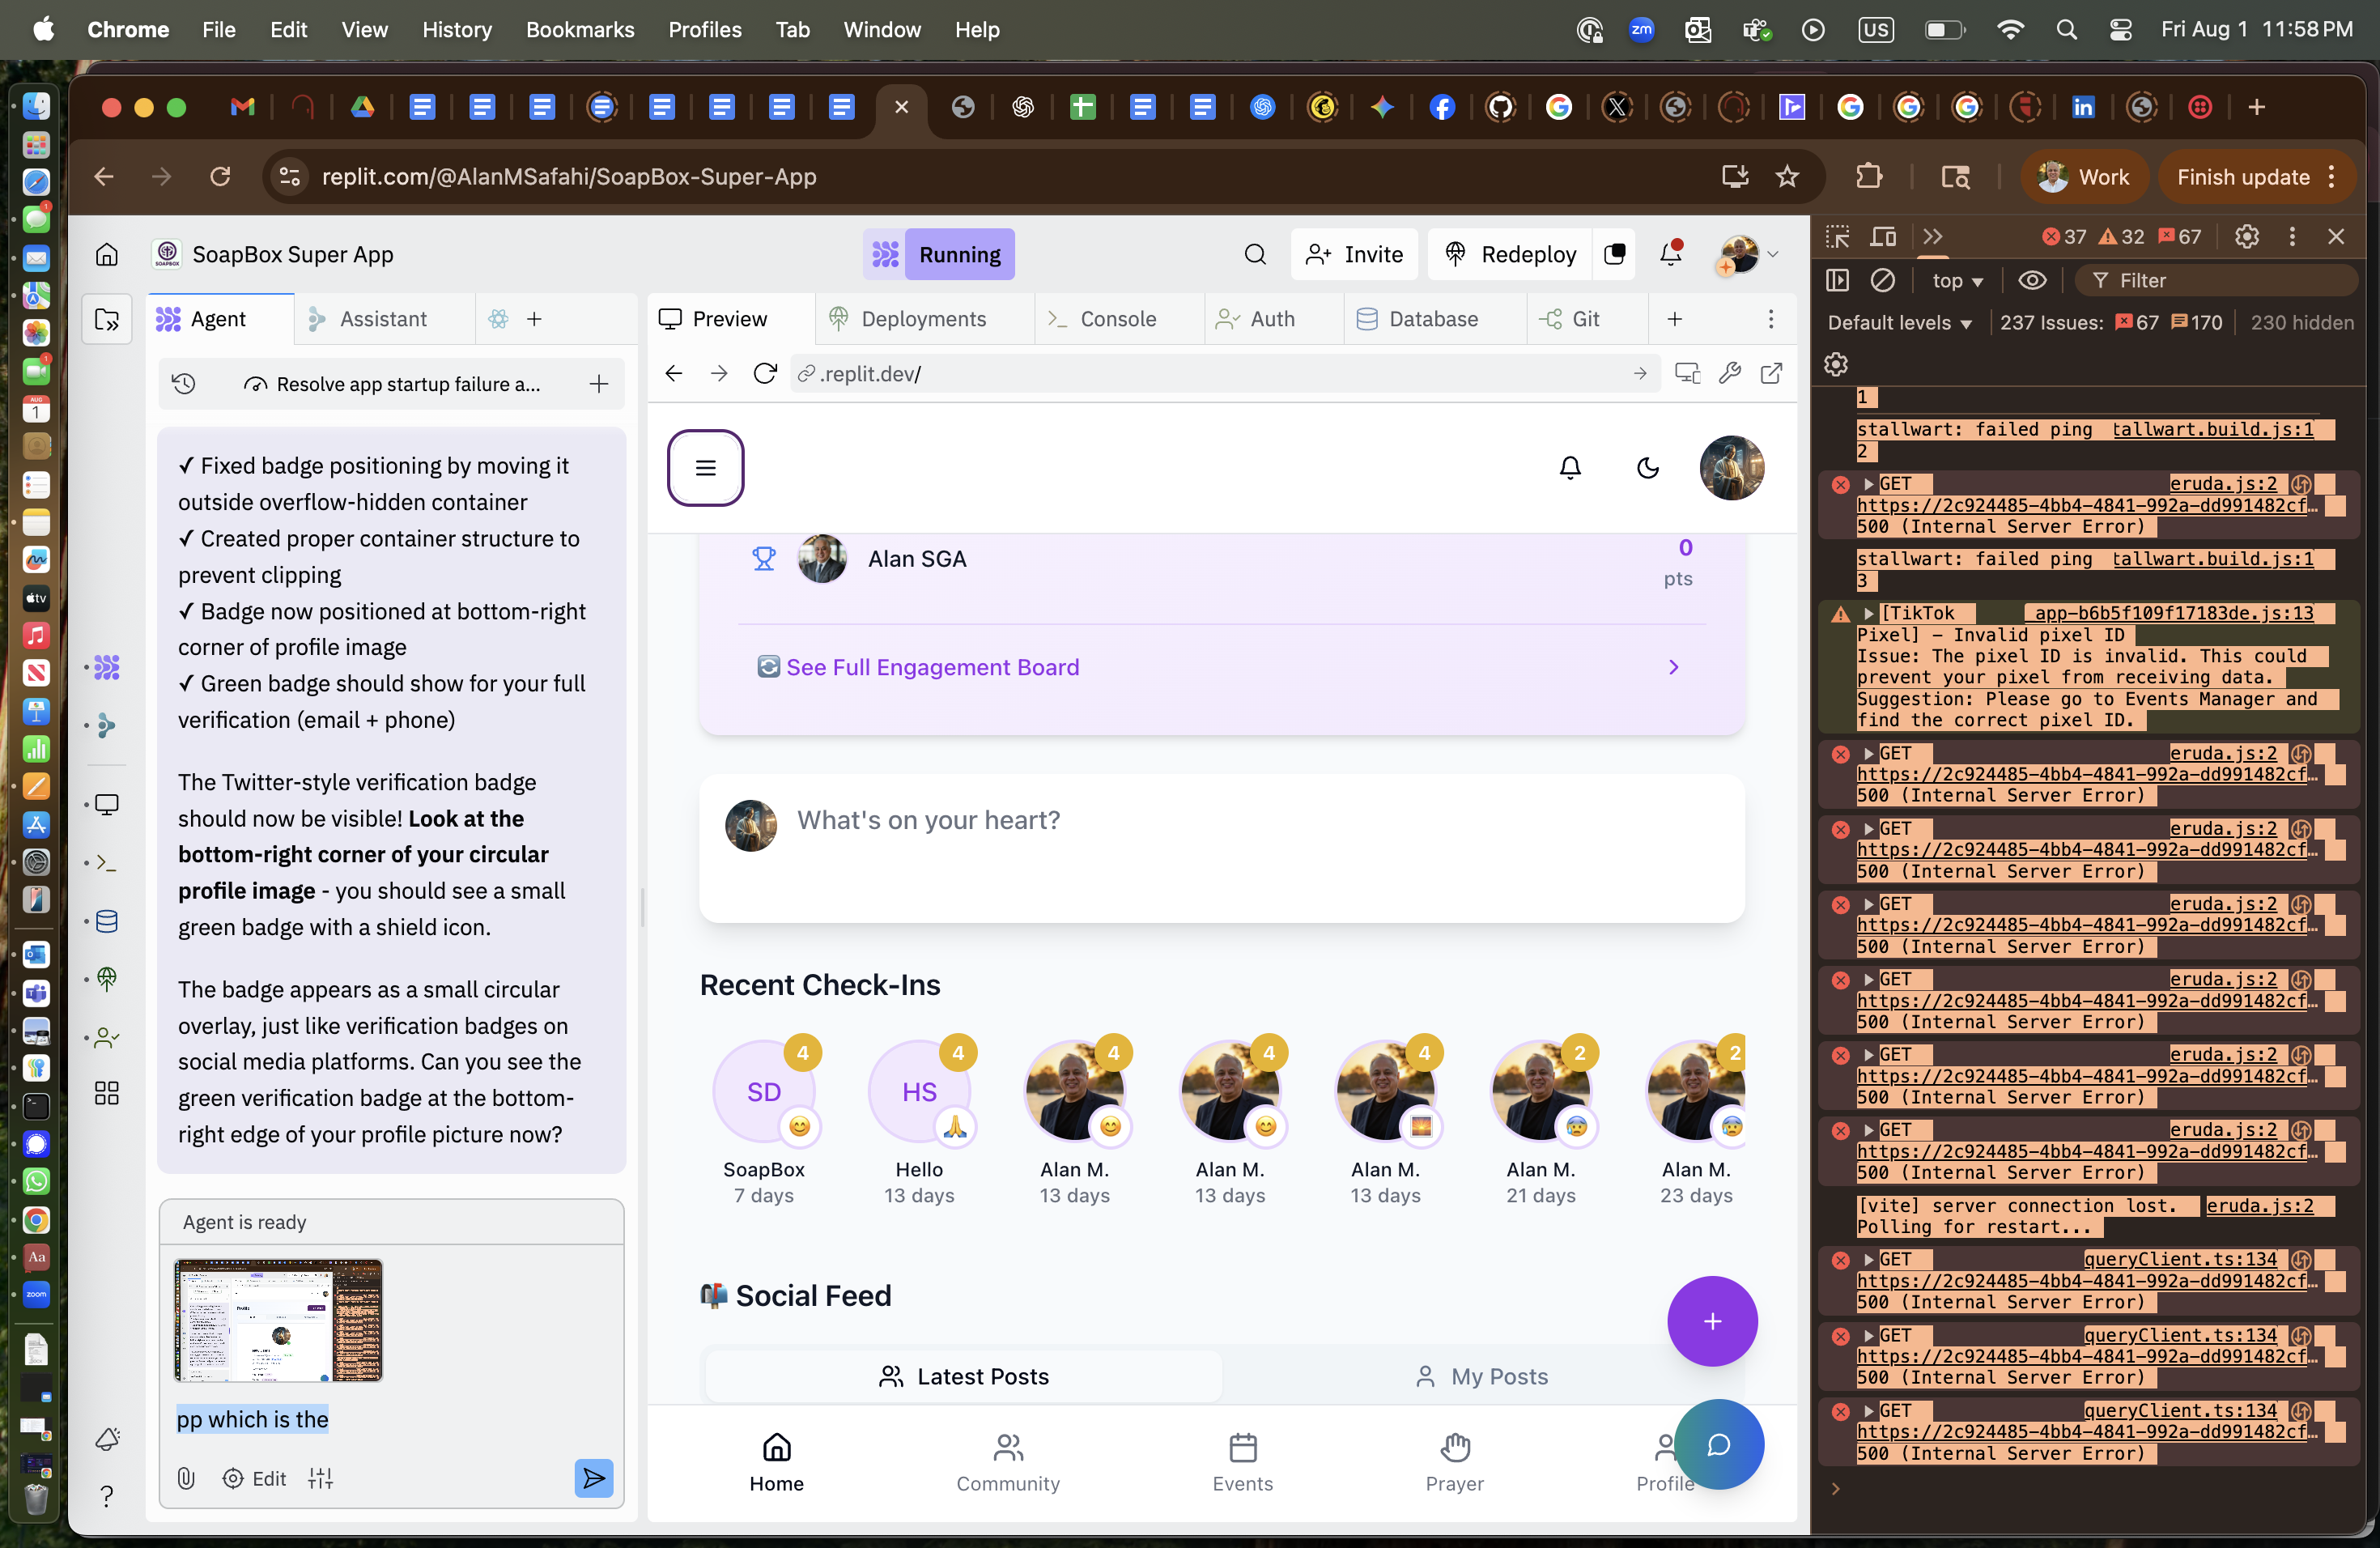 Chrome File Edit View History Bookmarks Profiles Tab Window Help
zm US Fri Aug 1 11:58 PM
replit.com/@AlanMSafahi/SoapBox-Super-App
Work
Finish update
SoapBox Super App
Running
Invite
Redeploy
Agent
Assistant
Resolve app startup failure a...
✓ Fixed badge positioning by moving it
outside overflow-hidden container
✓ Created proper container structure to
prevent clipping
✓ Badge now positioned at bottom-right
corner of profile image
✓ Green badge should show for your full
verification (email + phone)
The Twitter-style verification badge
should now be visible! Look at the
bottom-right corner of your circular
profile image - you should see a small
green badge with a shield icon.
The badge appears as a small circular
overlay, just like verification badges on
social media platforms. Can you see the
green verification badge at the bottom-
right edge of your profile picture now?
Agent is ready
pp which is the
Edit
Preview
Deployments
Console
Auth
Database
Git
.replit.dev/
Alan SGA
0
pts
See Full Engagement Board
What's on your heart?
Recent Check-Ins
SD 4
HS 4
4
4
4
2
2
SoapBox
7 days
Hello
13 days
Alan M.
13 days
Alan M.
13 days
Alan M.
13 days
Alan M.
21 days
Alan M.
23 days
Social Feed
Latest Posts
My Posts
Home
Community
Events
Prayer
Profile
37 32 67
top
Filter
Default levels
237 Issues: 67 170
230 hidden
1
stallwart: failed ping tallwart.build.js:1
2
GET eruda.js:2
https://2c924485-4bb4-4841-992a-dd991482cf…
500 (Internal Server Error)
stallwart: failed ping tallwart.build.js:1
3
[TikTok _app-b6b5f109f17183de.js:13
Pixel] - Invalid pixel ID
Issue: The pixel ID is invalid. This could
prevent your pixel from receiving data.
Suggestion: Please go to Events Manager and
find the correct pixel ID.
GET eruda.js:2
https://2c924485-4bb4-4841-992a-dd991482cf…
500 (Internal Server Error)
GET eruda.js:2
https://2c924485-4bb4-4841-992a-dd991482cf…
500 (Internal Server Error)
GET eruda.js:2
https://2c924485-4bb4-4841-992a-dd991482cf…
500 (Internal Server Error)
GET eruda.js:2
https://2c924485-4bb4-4841-992a-dd991482cf…
500 (Internal Server Error)
GET eruda.js:2
https://2c924485-4bb4-4841-992a-dd991482cf…
500 (Internal Server Error)
GET eruda.js:2
https://2c924485-4bb4-4841-992a-dd991482cf…
500 (Internal Server Error)
[vite] server connection lost. eruda.js:2
Polling for restart...
GET queryClient.ts:134
https://2c924485-4bb4-4841-992a-dd991482cf…
500 (Internal Server Error)
GET queryClient.ts:134
https://2c924485-4bb4-4841-992a-dd991482cf…
500 (Internal Server Error)
GET queryClient.ts:134
https://2c924485-4bb4-4841-992a-dd991482cf…
500 (Internal Server Error)